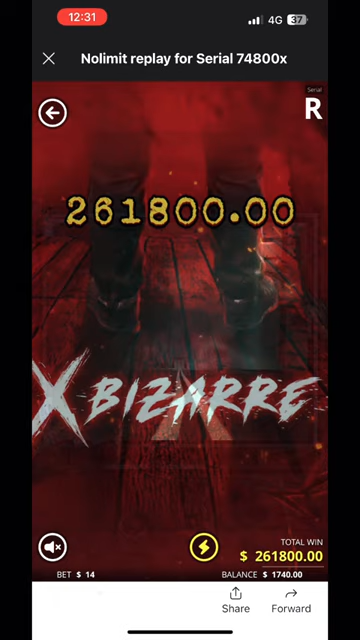 12:31
4G 37
Nolimit replay for Serial 74800x
Serial
R
261800.00
XBIZARRE
TOTAL WIN
$ 261800.00
BET $ 14
BALANCE $ 1740.00
Share
Forward